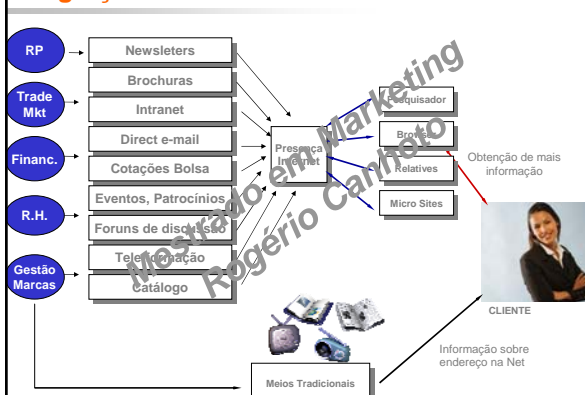 RP
Newsleters
Brochuras
Trade
Mkt
Intranet
Direct e-mail
Financ.
Cotações Bolsa
Eventos, Patrocínios
R.H.
Foruns de discussão
Teleformação
Gestão
Marcas
Catálogo
Presença
Internet
Pesquisador
Browser
Relatives
Micro Sites
Obtenção de mais
informação
CLIENTE
Informação sobre
endereço na Net
Meios Tradicionais
Mestrado em Marketing
Rogério Canhoto